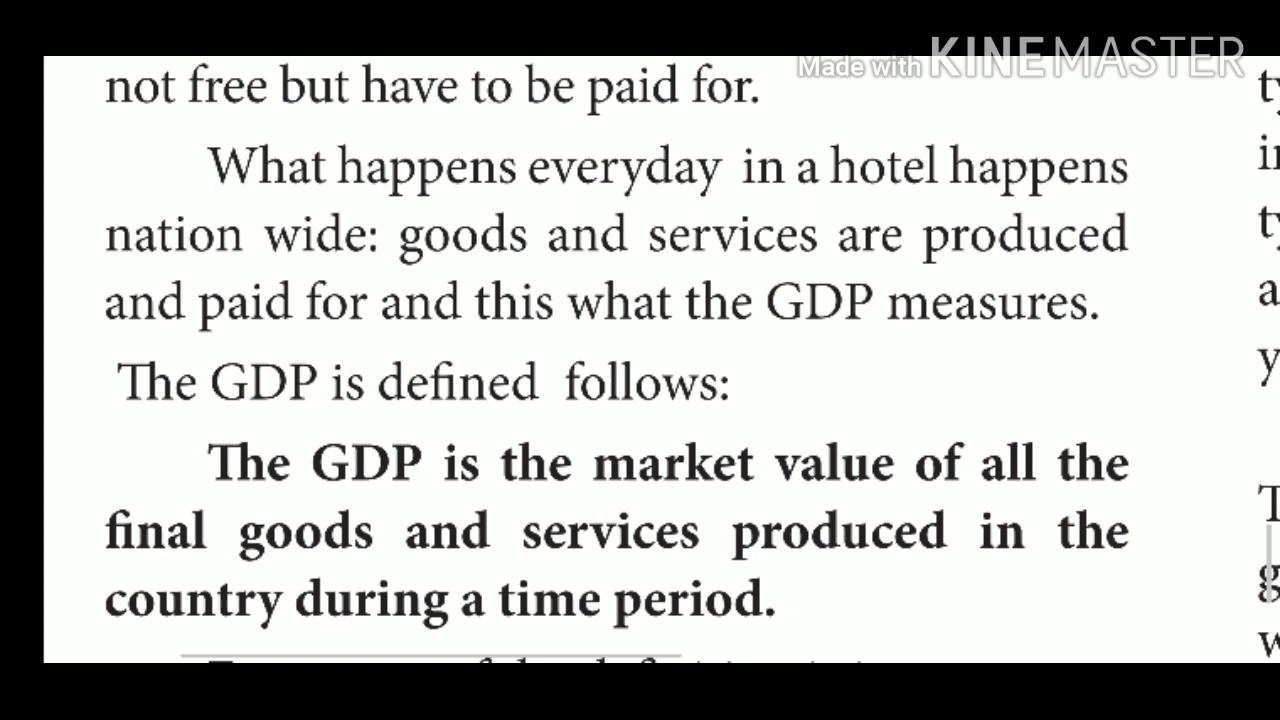 Made with KINEMASTER
not free but have to be paid for.
What happens everyday in a hotel happens
nation wide: goods and services are produced
and paid for and this what the GDP measures.
The GDP is defined follows:
The GDP is the market value of all the
final goods and services produced in the
country during a time period.